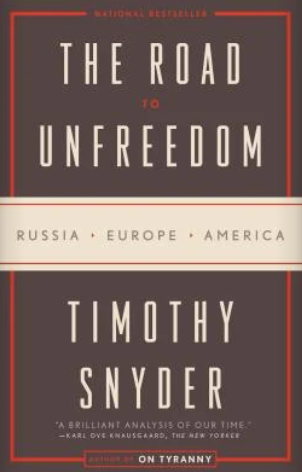 NATIONAL BESTSELLER
THE ROAD
TO
UNFREEDOM
RUSSIA • EUROPE • AMERICA
TIMOTHY
SNYDER
"A BRILLIANT ANALYSIS OF OUR TIME."
—KARL OVE KNAUSGAARD, THE NEW YORKER
AUTHOR OF ON TYRANNY